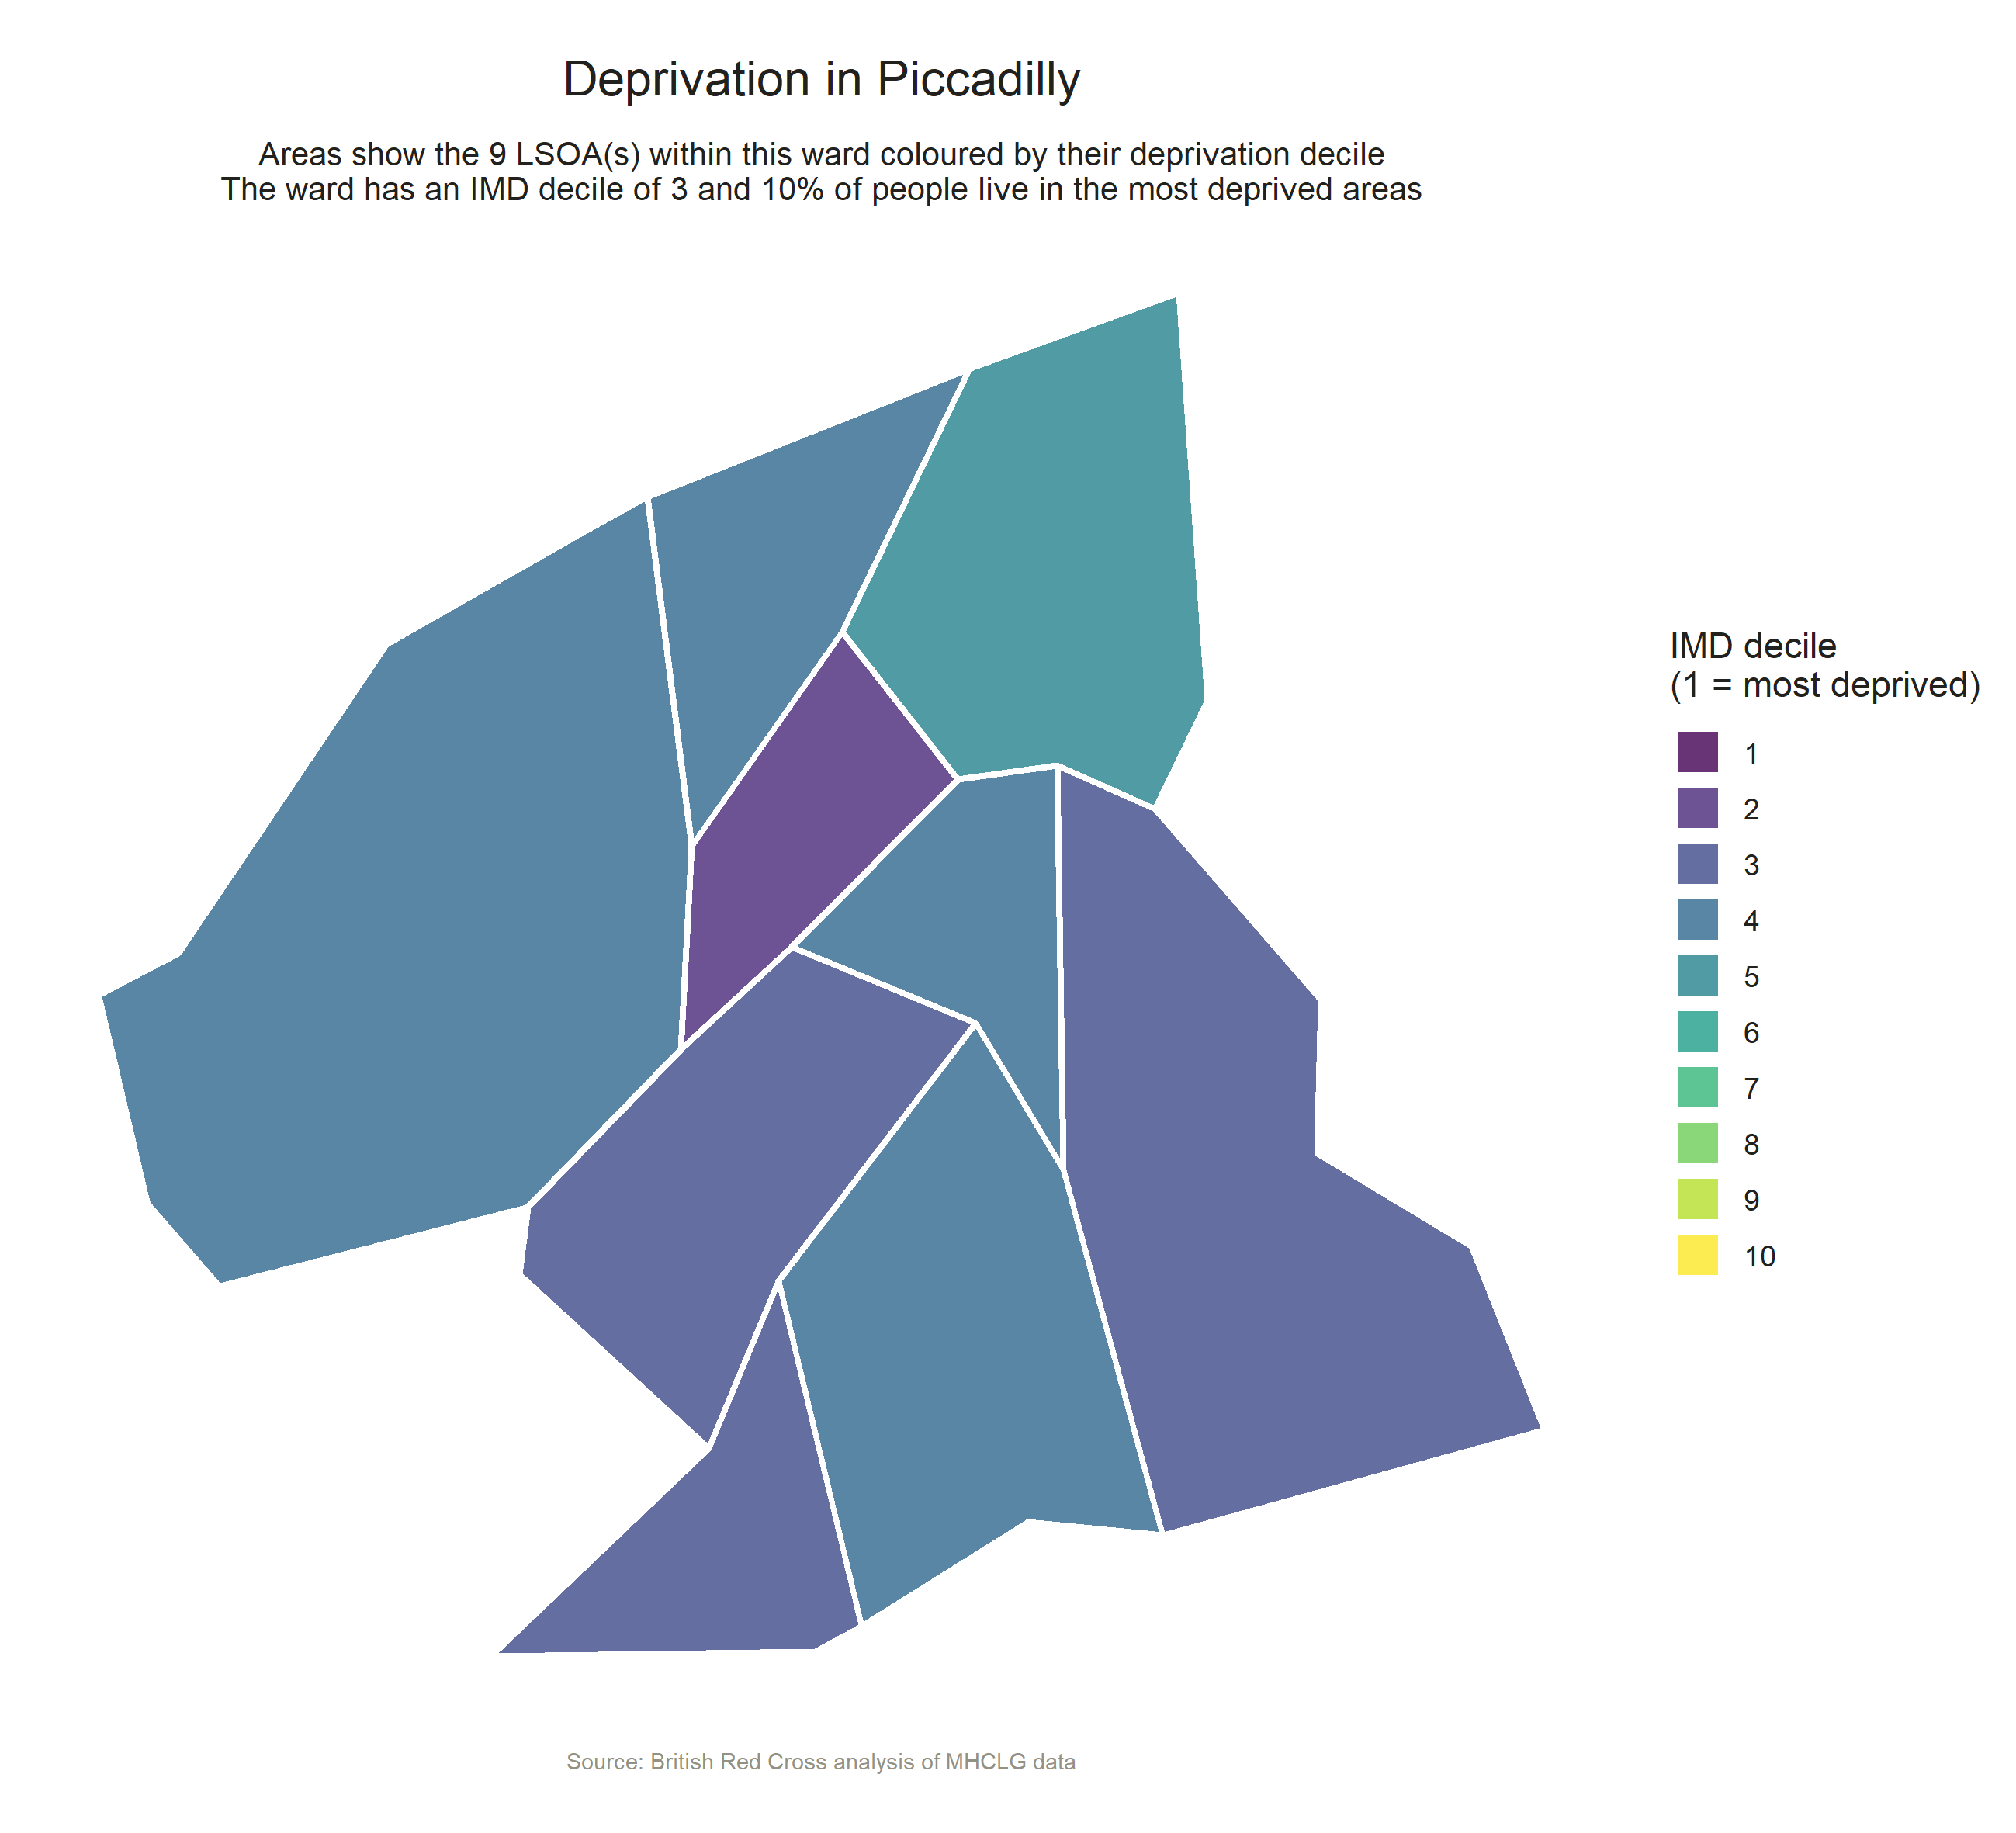 Deprivation in Piccadilly
Areas show the 9 LSOA(s) within this ward coloured by their deprivation decile
The ward has an IMD decile of 3 and 10% of people live in the most deprived areas
IMD decile
(1 = most deprived)
1
2
3
4
5
6
7
8
9
10
Source: British Red Cross analysis of MHCLG data